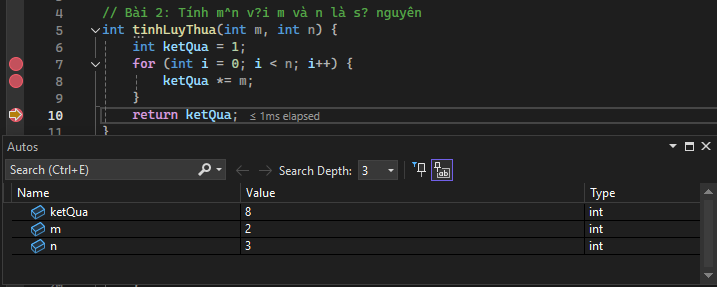 4 // Bài 2: Tính m^n v?i m và n là s? nguyên
5 int tinhLuyThua(int m, int n) {
6 int ketQua = 1;
7 for (int i = 0; i < n; i++) {
8 ketQua *= m;
9 }
10 return ketQua; ≤ 1ms elapsed
11 }
Autos
Search (Ctrl+E) Search Depth: 3
Name Value Type
ketQua 8 int
m 2 int
n 3 int